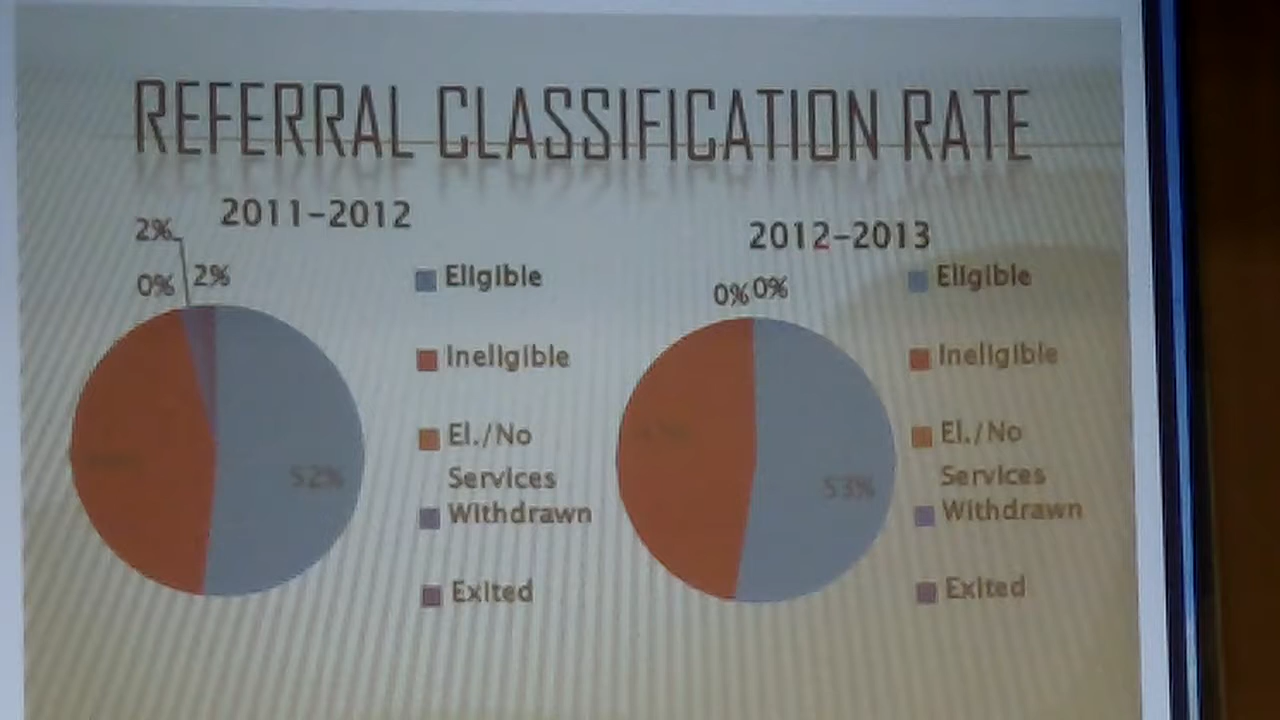 REFERRAL CLASSIFICATION RATE
2011-2012
2%
0%
2%
52%
Eligible
Ineligible
El./No
Services
Withdrawn
Exited
2012-2013
0%
0%
53%
Eligible
Ineligible
El./No
Services
Withdrawn
Exited